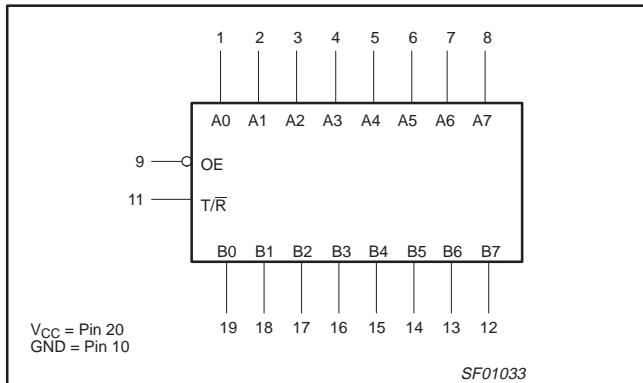 1 2 3 4 5 6 7 8
A0 A1 A2 A3 A4 A5 A6 A7
9 OE
11 T/R̅
B0 B1 B2 B3 B4 B5 B6 B7
19 18 17 16 15 14 13 12
VCC = Pin 20
GND = Pin 10
SF01033